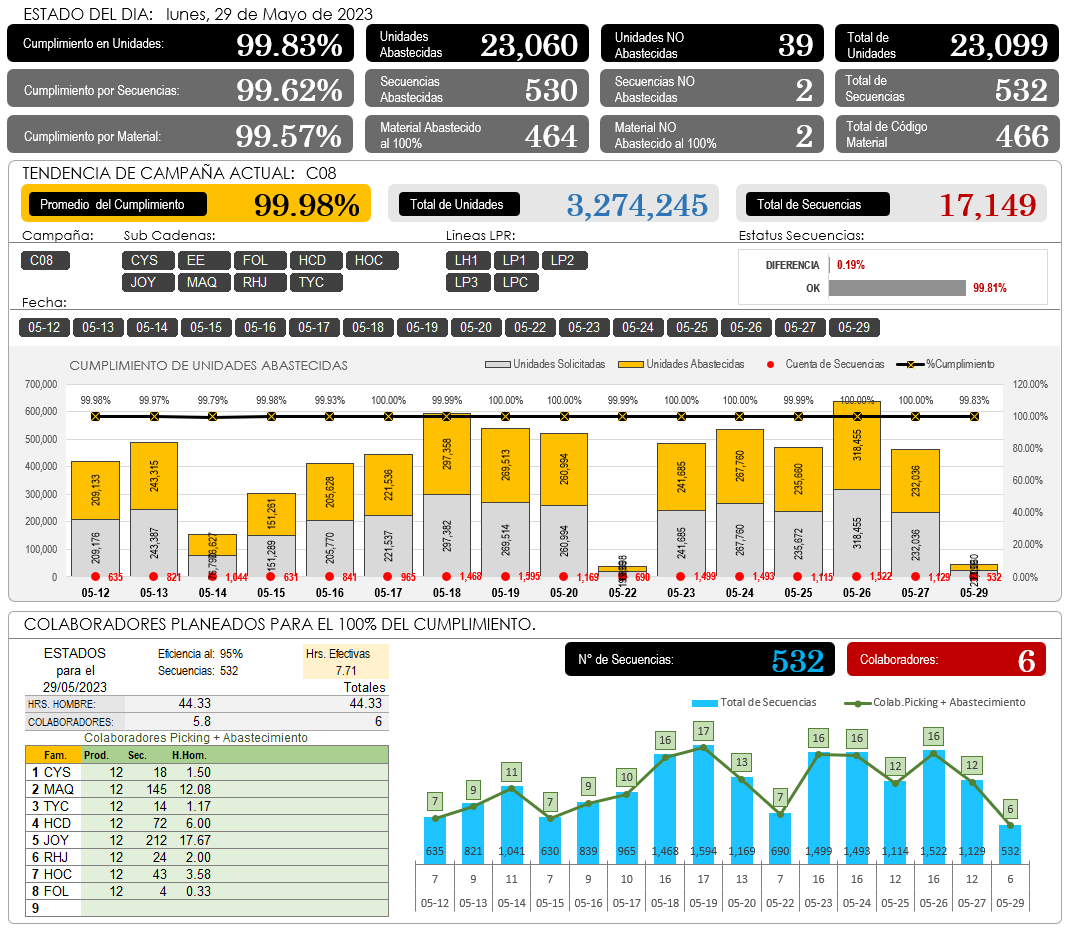 ESTADO DEL DIA: lunes, 29 de Mayo de 2023
Cumplimiento en Unidades: 99.83% Unidades Abastecidas 23,060 Unidades NO Abastecidas 39 Total de Unidades 23,099
Cumplimiento por Secuencias: 99.62% Secuencias Abastecidas 530 Secuencias NO Abastecidas 2 Total de Secuencias 532
Cumplimiento por Material: 99.57% Material Abastecido al 100% 464 Material NO Abastecido al 100% 2 Total de Código Material 466
TENDENCIA DE CAMPAÑA ACTUAL: C08
Promedio del Cumplimiento 99.98% Total de Unidades 3,274,245 Total de Secuencias 17,149
Campaña: Sub Cadenas: Lineas LPR: Estatus Secuencias:
C08 CYS EE FOL HCD HOC LH1 LP1 LP2 DIFERENCIA 0.19%
JOY MAQ RHJ TYC LP3 LPC OK 99.81%
Fecha:
05-12 05-13 05-14 05-15 05-16 05-17 05-18 05-19 05-20 05-22 05-23 05-24 05-25 05-26 05-27 05-29
CUMPLIMIENTO DE UNIDADES ABASTECIDAS Unidades Solicitadas Unidades Abastecidas Cuenta de Secuencias %Cumplimiento
700,000 120.00%
99.98% 99.97% 99.79% 99.98% 99.93% 100.00% 99.99% 100.00% 100.00% 99.99% 100.00% 100.00% 99.99% 100.00% 100.00% 99.83%
600,000 100.00%
500,000 80.00%
400,000 60.00%
300,000 40.00%
200,000 20.00%
100,000 0.00%
0
209,133 243,315 151,261 205,628 221,536 297,358 269,513 260,994 241,685 267,760 235,660 318,455 232,036
209,176 243,387 151,289 205,770 221,537 297,382 269,514 260,994 241,685 267,760 235,672 318,455 232,036
635 821 1,044 631 841 965 1,468 1,595 1,169 690 1,499 1,493 1,115 1,522 1,129 532
05-12 05-13 05-14 05-15 05-16 05-17 05-18 05-19 05-20 05-22 05-23 05-24 05-25 05-26 05-27 05-29
COLABORADORES PLANEADOS PARA EL 100% DEL CUMPLIMIENTO.
ESTADOS para el 29/05/2023
Eficiencia al: 95% Hrs. Efectivas
Secuencias: 532 7.71
Totales
HRS. HOMBRE: 44.33 44.33
COLABORADORES: 5.8 6
Colaboradores Picking + Abastecimiento
Fam. Prod. Sec. H.Hom.
1 CYS 12 18 1.50
2 MAQ 12 145 12.08
3 TYC 12 14 1.17
4 HCD 12 72 6.00
5 JOY 12 212 17.67
6 RHJ 12 24 2.00
7 HOC 12 43 3.58
8 FOL 12 4 0.33
9
N° de Secuencias: 532 Colaboradores: 6
Total de Secuencias Colab.Picking + Abastecimiento
7 9 11 7 9 10 16 17 13 7 16 16 12 16 12 6
635 821 1,041 630 839 965 1,468 1,594 1,169 690 1,499 1,493 1,114 1,522 1,129 532
7 9 11 7 9 10 16 17 13 7 16 16 12 16 12 6
05-12 05-13 05-14 05-15 05-16 05-17 05-18 05-19 05-20 05-22 05-23 05-24 05-25 05-26 05-27 05-29